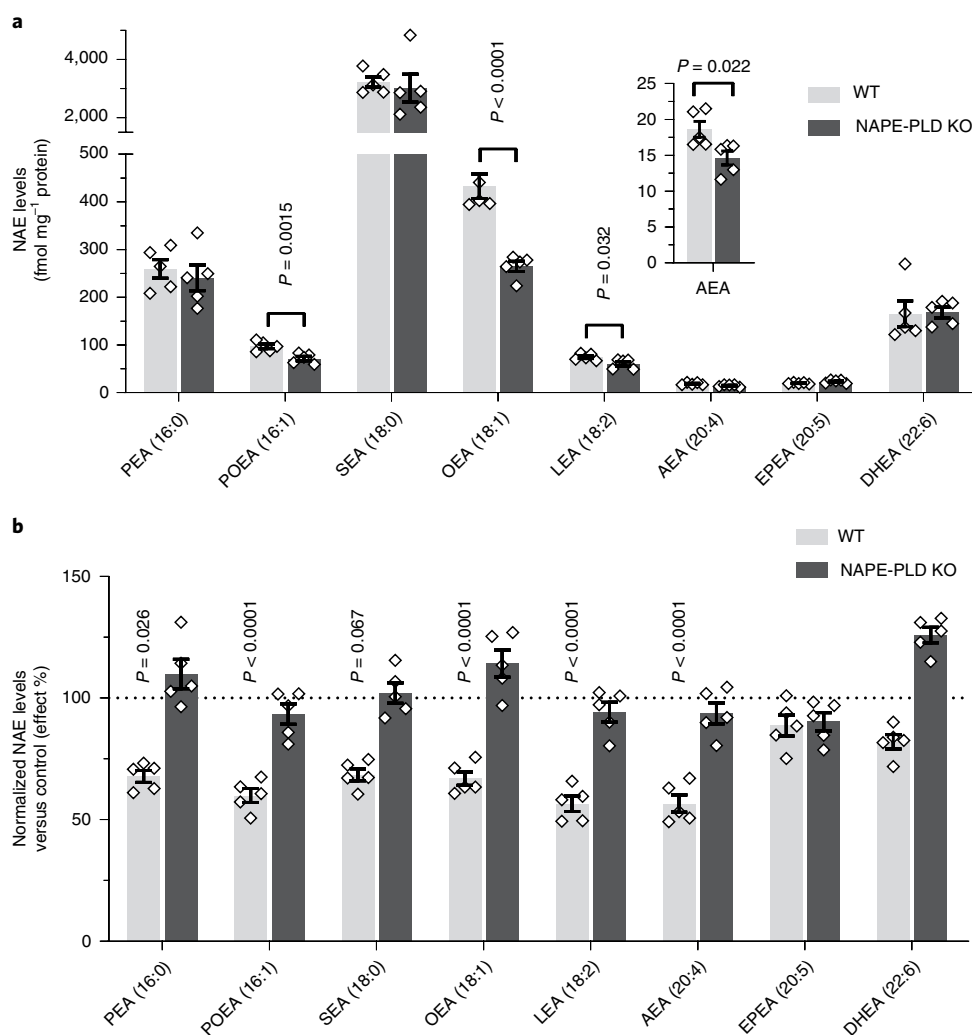 a
NAE levels
(fmol mg⁻¹ protein)
4,000
2,000
500
400
300
200
100
0
P = 0.0015
P < 0.0001
P = 0.032
P = 0.022
25
20
15
10
5
0
AEA
WT
NAPE-PLD KO
PEA (16:0)
POEA (16:1)
SEA (18:0)
OEA (18:1)
LEA (18:2)
AEA (20:4)
EPEA (20:5)
DHEA (22:6)
b
WT
NAPE-PLD KO
Normalized NAE levels
versus control (effect %)
150
100
50
0
P = 0.026
P < 0.0001
P = 0.067
P < 0.0001
P < 0.0001
P < 0.0001
PEA (16:0)
POEA (16:1)
SEA (18:0)
OEA (18:1)
LEA (18:2)
AEA (20:4)
EPEA (20:5)
DHEA (22:6)